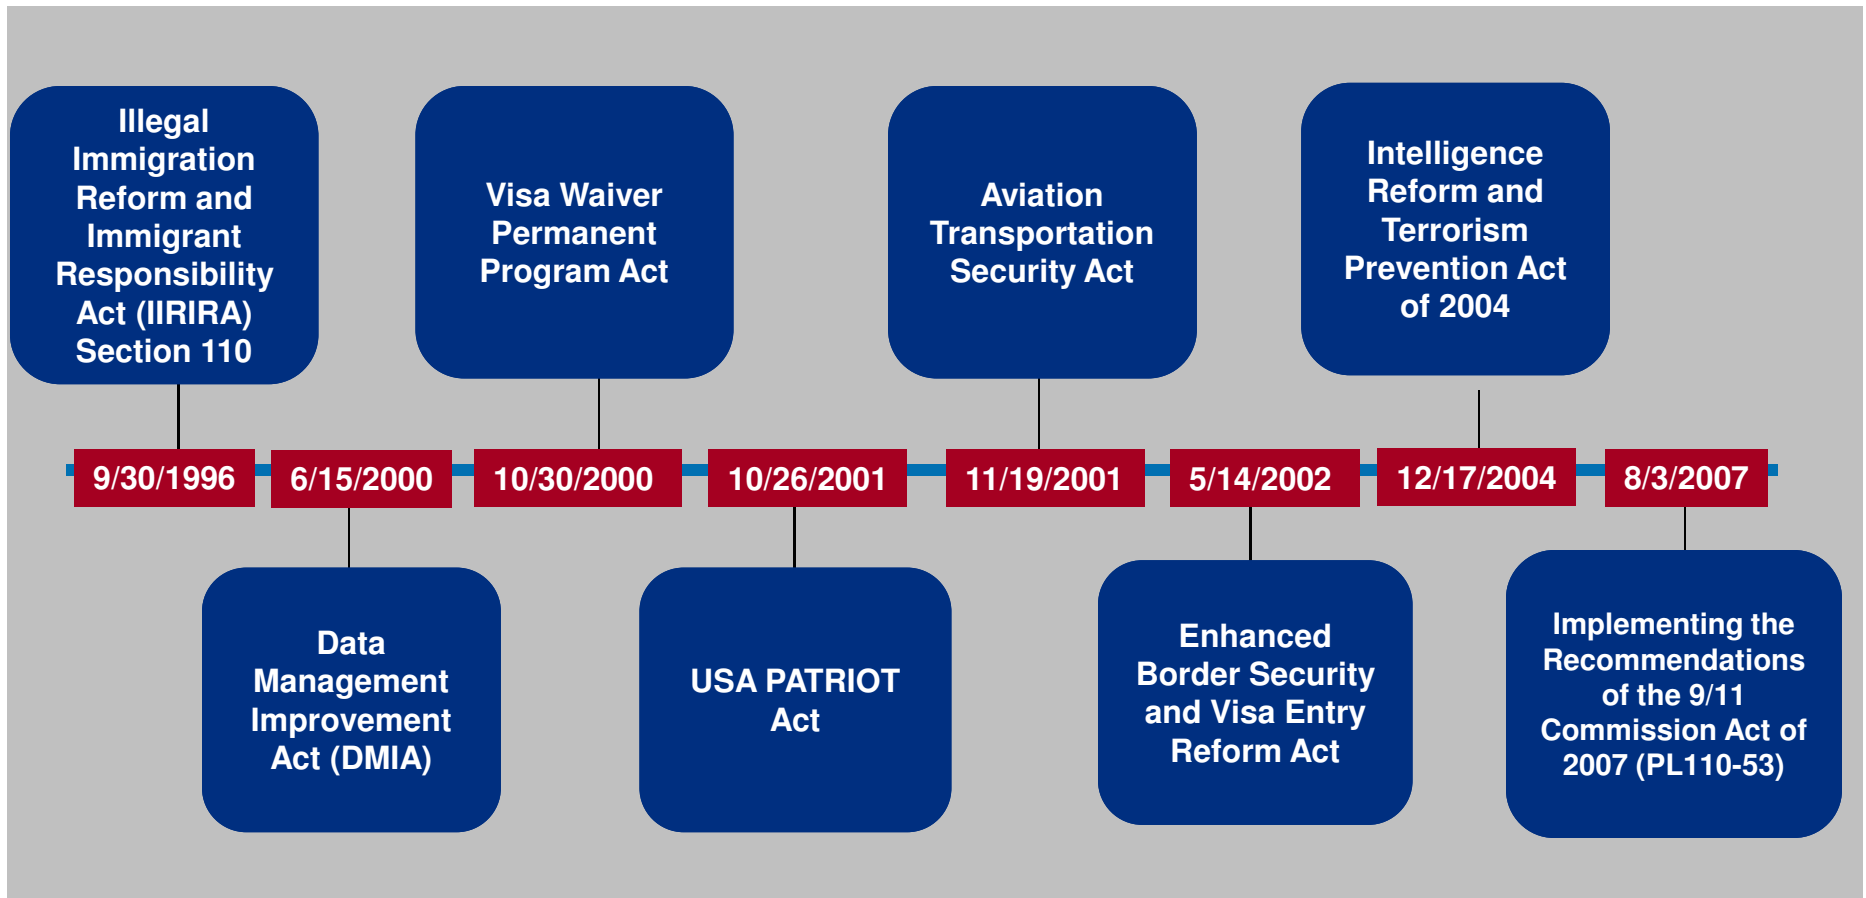 Illegal
Immigration
Reform and
Immigrant
Responsibility
Act (IIRIRA)
Section 110
Visa Waiver
Permanent
Program Act
Aviation
Transportation
Security Act
Intelligence
Reform and
Terrorism
Prevention Act
of 2004
9/30/1996
6/15/2000
10/30/2000
10/26/2001
11/19/2001
5/14/2002
12/17/2004
8/3/2007
Data
Management
Improvement
Act (DMIA)
USA PATRIOT
Act
Enhanced
Border Security
and Visa Entry
Reform Act
Implementing the
Recommendations
of the 9/11
Commission Act of
2007 (PL110-53)